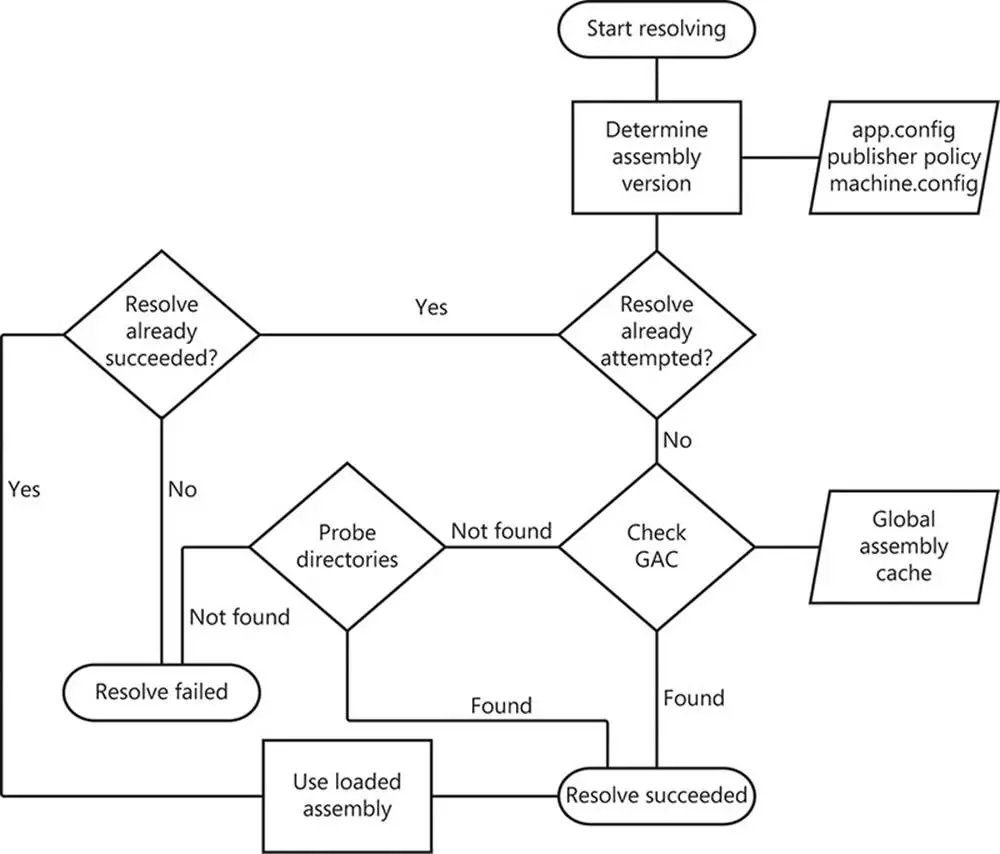 Start resolving
Determine
assembly
version
app.config
publisher policy
machine.config
Resolve
already
succeeded?
Yes
Resolve
already
attempted?
No
Yes
No
Probe
directories
Not found
Check
GAC
Global
assembly
cache
Not found
Resolve failed
Found
Found
Use loaded
assembly
Resolve succeeded